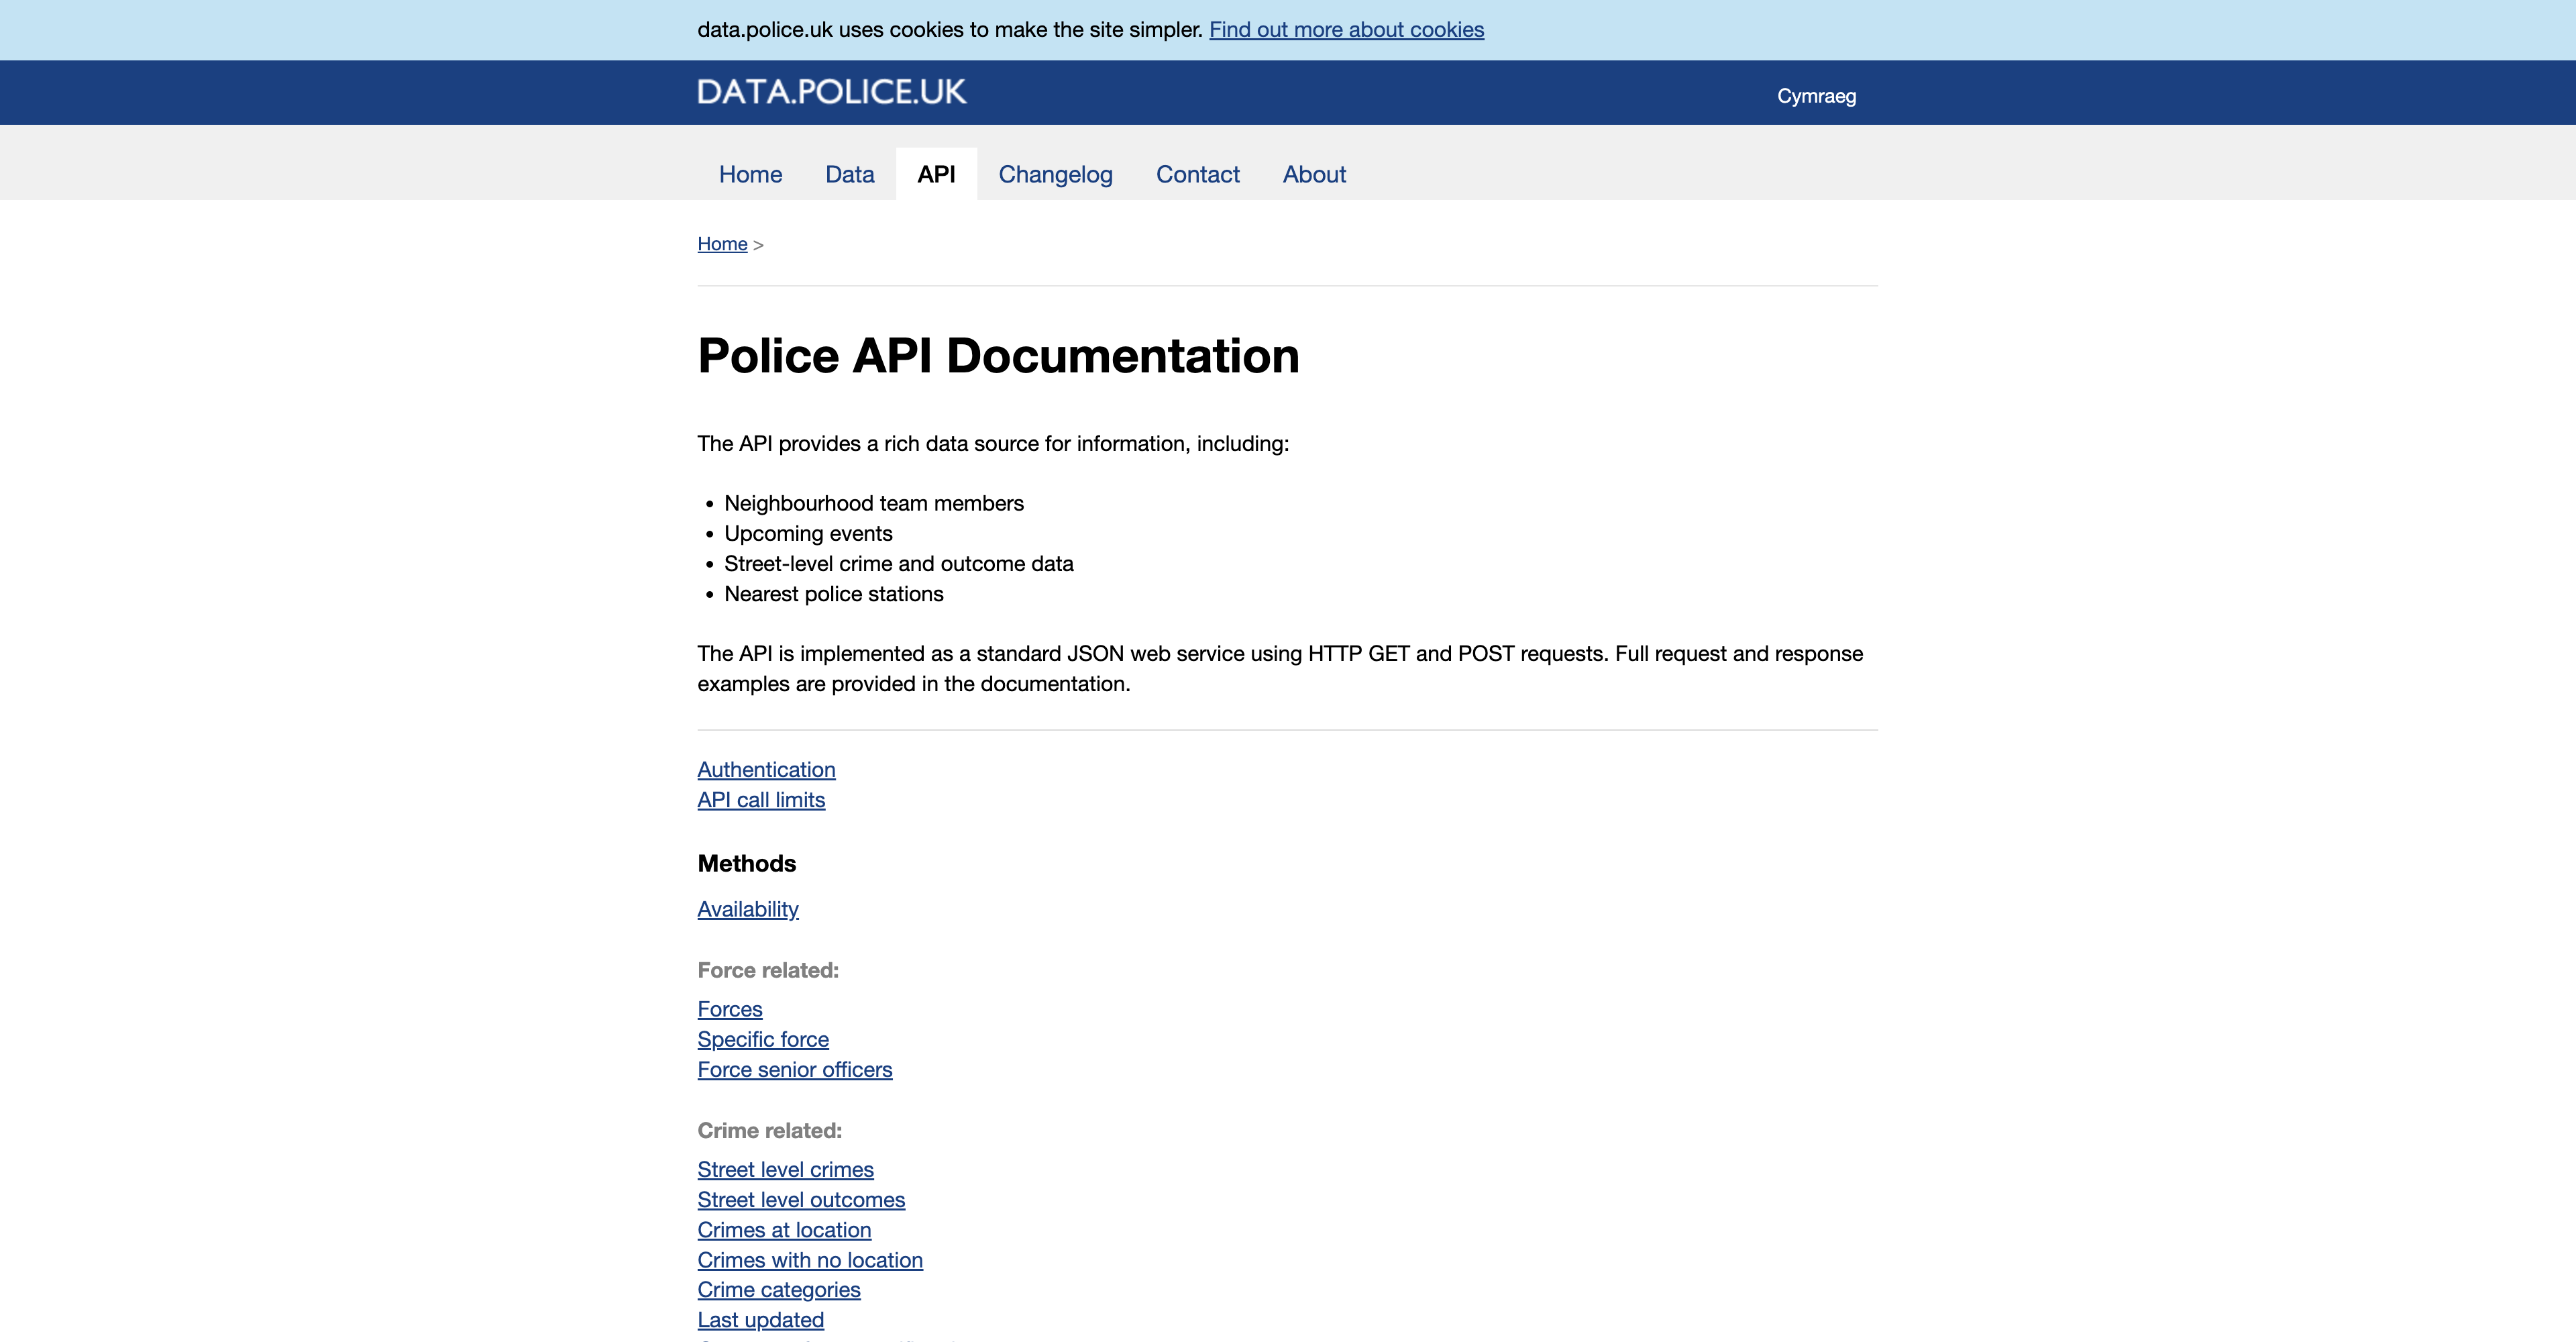 data.police.uk uses cookies to make the site simpler. Find out more about cookies
DATA.POLICE.UK
Cymraeg
Home
Data
API
Changelog
Contact
About
Home >
Police API Documentation
The API provides a rich data source for information, including:
• Neighbourhood team members
• Upcoming events
• Street-level crime and outcome data
• Nearest police stations
The API is implemented as a standard JSON web service using HTTP GET and POST requests. Full request and response
examples are provided in the documentation.
Authentication
API call limits
Methods
Availability
Force related:
Forces
Specific force
Force senior officers
Crime related:
Street level crimes
Street level outcomes
Crimes at location
Crimes with no location
Crime categories
Last updated